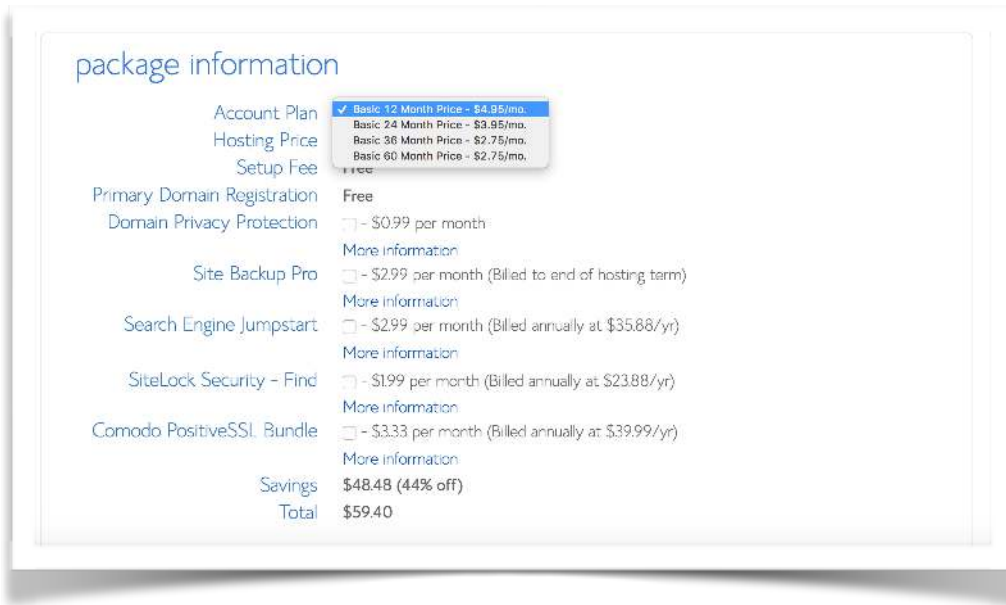 package information
Account Plan ✓ Basic 12 Month Price - $4.95/mo.
Basic 24 Month Price - $3.95/mo.
Hosting Price Basic 36 Month Price - $2.75/mo.
Basic 60 Month Price - $2.75/mo.
Setup Fee Free
Primary Domain Registration Free
Domain Privacy Protection - $0.99 per month
More information
Site Backup Pro - $2.99 per month (Billed to end of hosting term)
More information
Search Engine Jumpstart - $2.99 per month (Billed annually at $35.88/yr)
More information
SiteLock Security - Find - $1.99 per month (Billed annually at $23.88/yr)
More information
Comodo PositiveSSL Bundle - $3.33 per month (Billed annually at $39.99/yr)
More information
Savings $48.48 (44% off)
Total $59.40